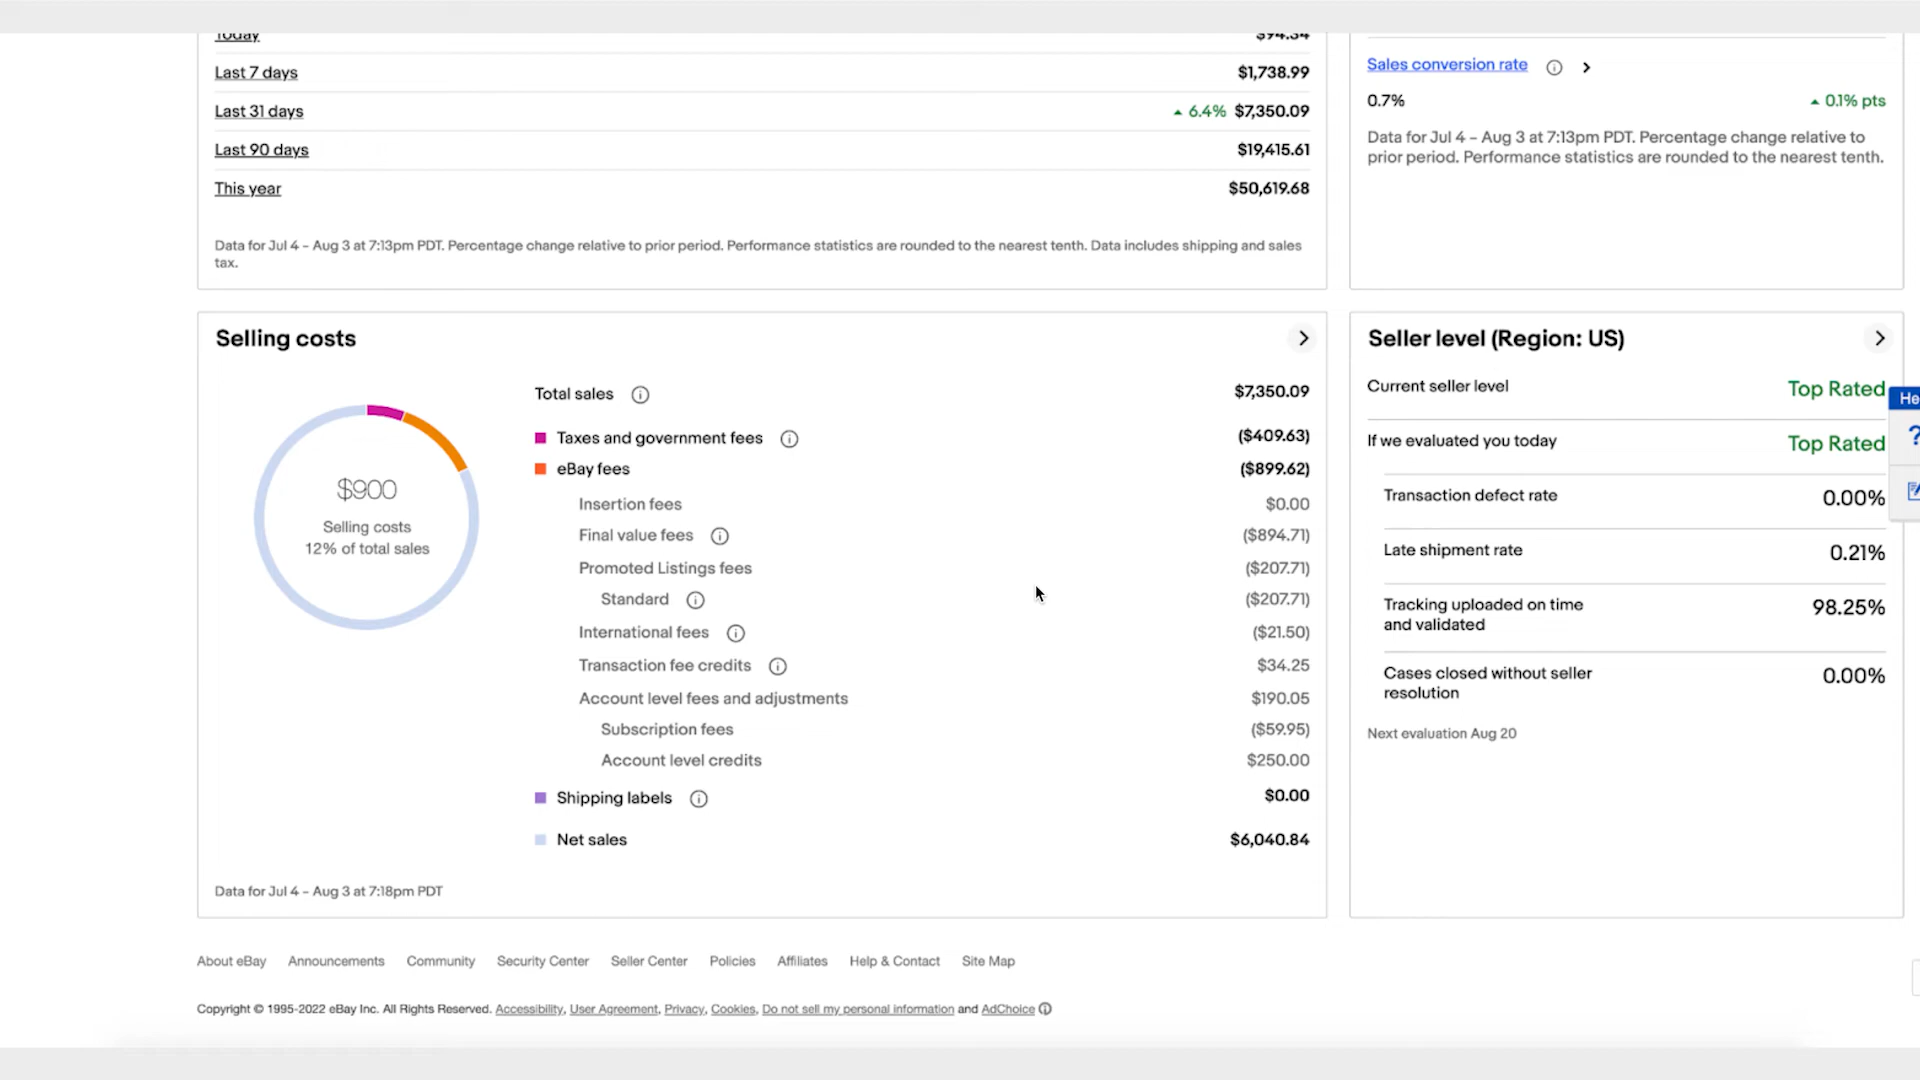 Today $94.34
Last 7 days $1,738.99
Last 31 days 6.4% $7,350.09
Last 90 days $19,415.61
This year $50,619.68
Data for Jul 4 - Aug 3 at 7:13pm PDT. Percentage change relative to prior period. Performance statistics are rounded to the nearest tenth. Data includes shipping and sales
tax.
Sales conversion rate
0.7% 0.1% pts
Data for Jul 4 - Aug 3 at 7:13pm PDT. Percentage change relative to
prior period. Performance statistics are rounded to the nearest tenth.
Selling costs
$900
Selling costs
12% of total sales
Total sales $7,350.09
Taxes and government fees ($409.63)
eBay fees ($899.62)
Insertion fees $0.00
Final value fees ($894.71)
Promoted Listings fees ($207.71)
Standard ($207.71)
International fees ($21.50)
Transaction fee credits $34.25
Account level fees and adjustments $190.05
Subscription fees ($59.95)
Account level credits $250.00
Shipping labels $0.00
Net sales $6,040.84
Data for Jul 4 - Aug 3 at 7:18pm PDT
Seller level (Region: US)
Current seller level Top Rated
If we evaluated you today Top Rated
Transaction defect rate 0.00%
Late shipment rate 0.21%
Tracking uploaded on time
and validated 98.25%
Cases closed without seller
resolution 0.00%
Next evaluation Aug 20
He
?
About eBay Announcements Community Security Center Seller Center Policies Affiliates Help & Contact Site Map
Copyright © 1995-2022 eBay Inc. All Rights Reserved. Accessibility, User Agreement, Privacy, Cookies, Do not sell my personal information and AdChoice